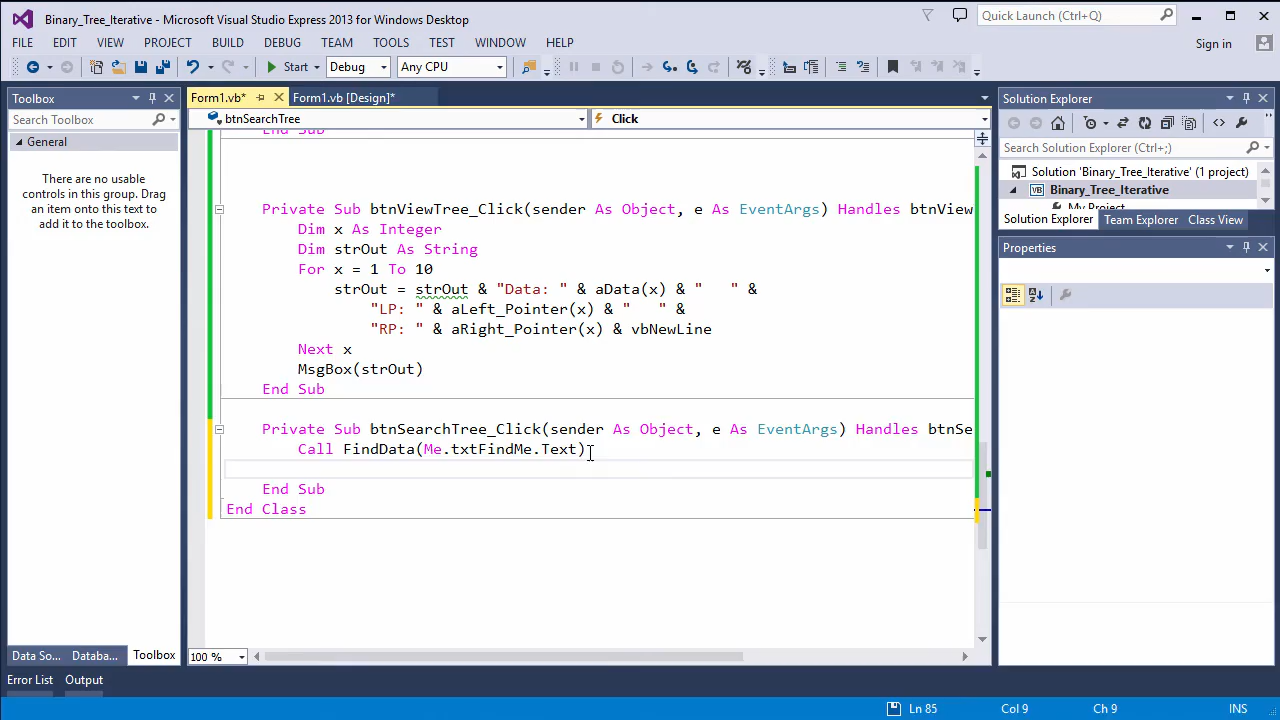 Binary_Tree_Iterative - Microsoft Visual Studio Express 2013 for Windows Desktop
Quick Launch (Ctrl+Q)
FILE EDIT VIEW PROJECT BUILD DEBUG TEAM TOOLS TEST WINDOW HELP
Sign in
Start Debug Any CPU
Toolbox
Form1.vb* Form1.vb [Design]*
Solution Explorer
Search Toolbox
btnSearchTree Click
General
There are no usable
controls in this group. Drag
an item onto this text to
add it to the toolbox.
End Sub
Private Sub btnViewTree_Click(sender As Object, e As EventArgs) Handles btnView
Dim x As Integer
Dim strOut As String
For x = 1 To 10
strOut = strOut & "Data: " & aData(x) & "   " &
"LP: " & aLeft_Pointer(x) & "   " &
"RP: " & aRight_Pointer(x) & vbNewLine
Next x
MsgBox(strOut)
End Sub
Private Sub btnSearchTree_Click(sender As Object, e As EventArgs) Handles btnSe
Call FindData(Me.txtFindMe.Text)
End Sub
End Class
Search Solution Explorer (Ctrl+;)
Solution 'Binary_Tree_Iterative' (1 project)
VB Binary_Tree_Iterative
My Project
Solution Explorer Team Explorer Class View
Properties
100 %
Data So... Databa... Toolbox
Error List Output
Ln 85 Col 9 Ch 9 INS